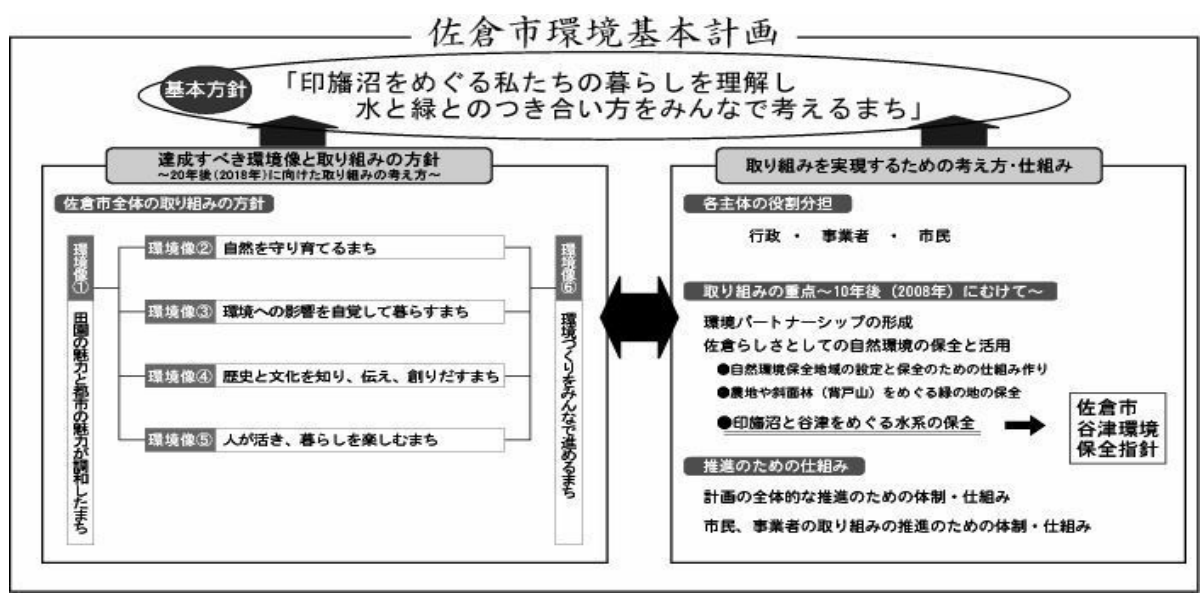 佐倉市環境基本計画
基本方針
「印旛沼をめぐる私たちの暮らしを理解し
水と緑とのつき合い方をみんなで考えるまち」
達成すべき環境像と取り組みの方針
～20年後(2018年)に向けた取り組みの考え方～
佐倉市全体の取り組みの方針
環境像①
田園の魅力と都市の魅力が調和したまち
環境像② 自然を守り育てるまち
環境像③ 環境への影響を自覚して暮らすまち
環境像④ 歴史と文化を知り、伝え、創りだすまち
環境像⑤ 人が活き、暮らしを楽しむまち
環境像⑥
環境づくりをみんなで進めるまち
取り組みを実現するための考え方・仕組み
各主体の役割分担
行政 ・ 事業者 ・ 市民
取り組みの重点～10年後(2008年)にむけて～
環境パートナーシップの形成
佐倉らしさとしての自然環境の保全と活用
●自然環境保全地域の設定と保全のための仕組み作り
●農地や斜面林(背戸山)をめぐる緑の地の保全
●印旛沼と谷津をめぐる水系の保全
佐倉市
谷津環境
保全指針
推進のための仕組み
計画の全体的な推進のための体制・仕組み
市民、事業者の取り組みの推進のための体制・仕組み